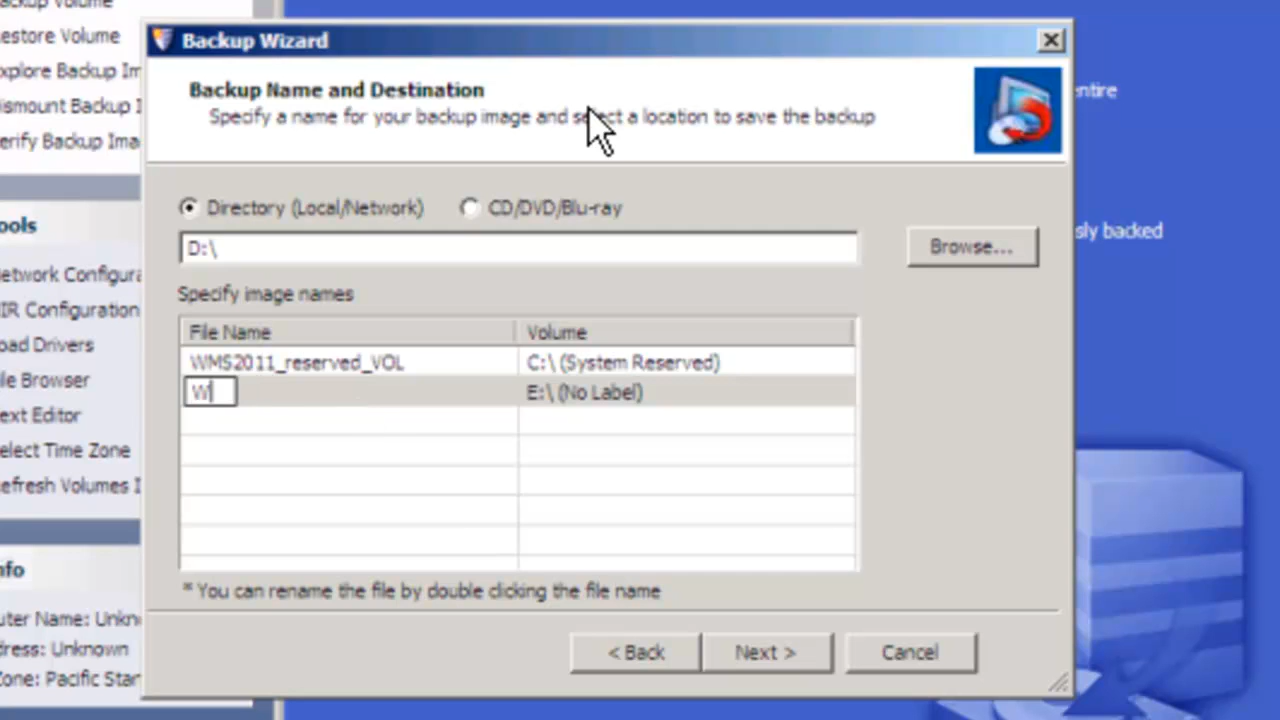 ackup Volume
estore Volume
xplore Backup Im
ismount Backup I
erify Backup Ima
ools
etwork Configura
IR Configuration
oad Drivers
ile Browser
ext Editor
elect Time Zone
efresh Volumes I
nfo
uter Name: Unkn
dress: Unknown
Zone: Pacific Stan
Backup Wizard
Backup Name and Destination
Specify a name for your backup image and select a location to save the backup
Directory (Local/Network) CD/DVD/Blu-ray
D:\ Browse...
Specify image names
File Name Volume
WMS2011_reserved_VOL C:\ (System Reserved)
W E:\ (No Label)
* You can rename the file by double clicking the file name
< Back Next > Cancel
entire
sly backed